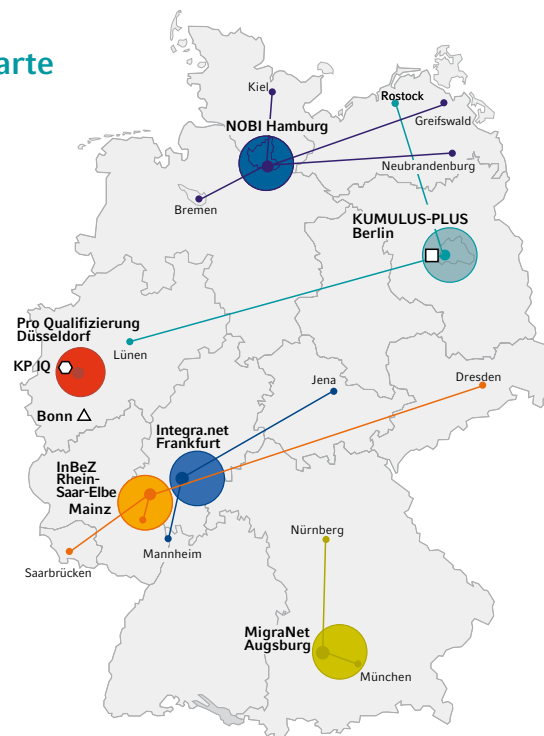 arte
Kiel
Rostock
Greifswald
NOBI Hamburg
Neubrandenburg
Bremen
KUMULUS-PLUS
Berlin
Pro Qualifizierung
Düsseldorf
Lünen
KP IQ
Jena
Dresden
Bonn
Integra.net
Frankfurt
InBeZ
Rhein-
Saar-Elbe
Mainz
Mannheim
Saarbrücken
Nürnberg
MigraNet
Augsburg
München